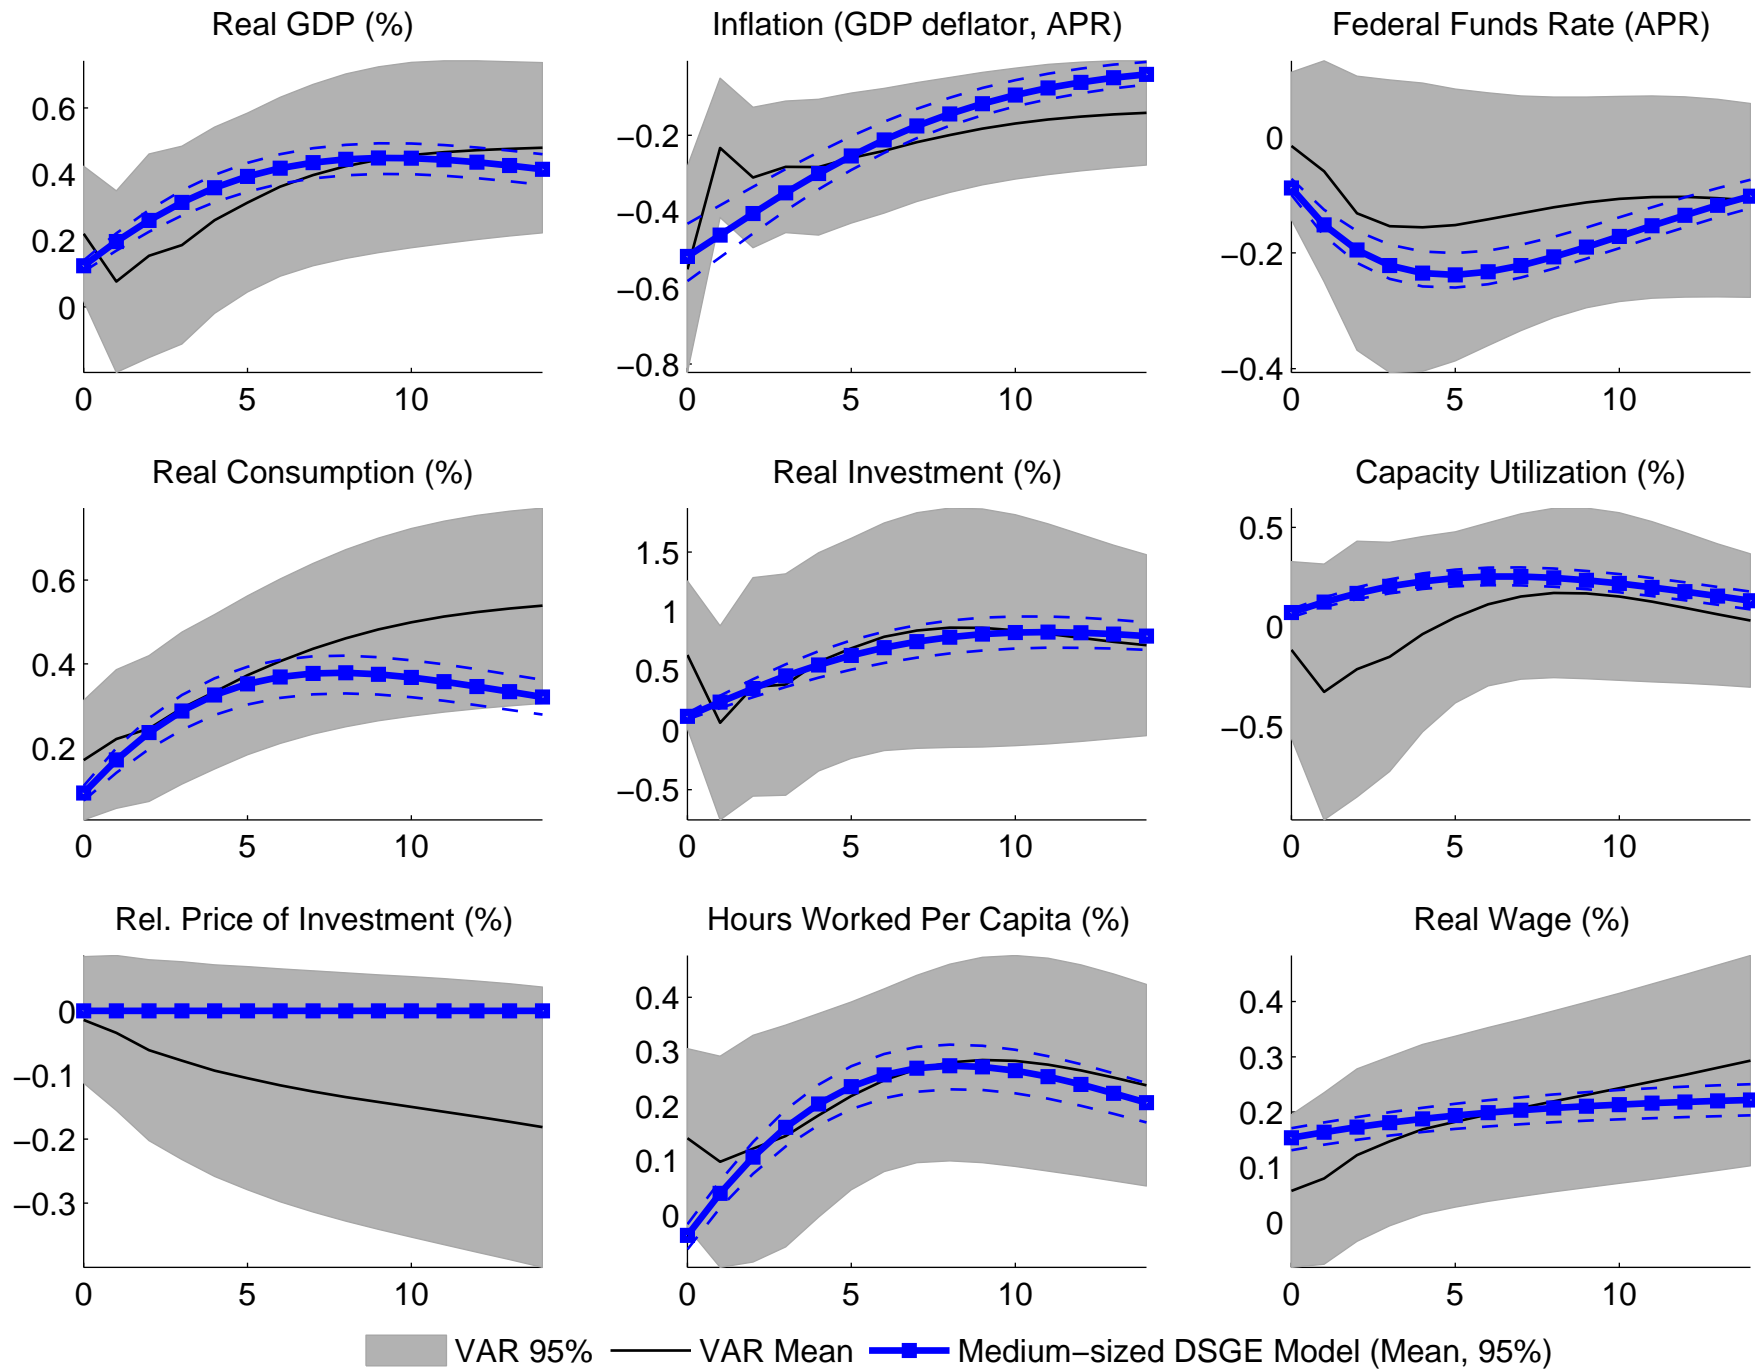 Real GDP (%)
0.6
0.4
0.2
0
0 5 10
Inflation (GDP deflator, APR)
−0.2
−0.4
−0.6
−0.8
0 5 10
Federal Funds Rate (APR)
0
−0.2
−0.4
0 5 10
Real Consumption (%)
0.6
0.4
0.2
0 5 10
Real Investment (%)
1.5
1
0.5
0
−0.5
0 5 10
Capacity Utilization (%)
0.5
0
−0.5
0 5 10
Rel. Price of Investment (%)
0
−0.1
−0.2
−0.3
0 5 10
Hours Worked Per Capita (%)
0.4
0.3
0.2
0.1
0
0 5 10
Real Wage (%)
0.4
0.3
0.2
0.1
0
0 5 10
VAR 95% VAR Mean Medium−sized DSGE Model (Mean, 95%)